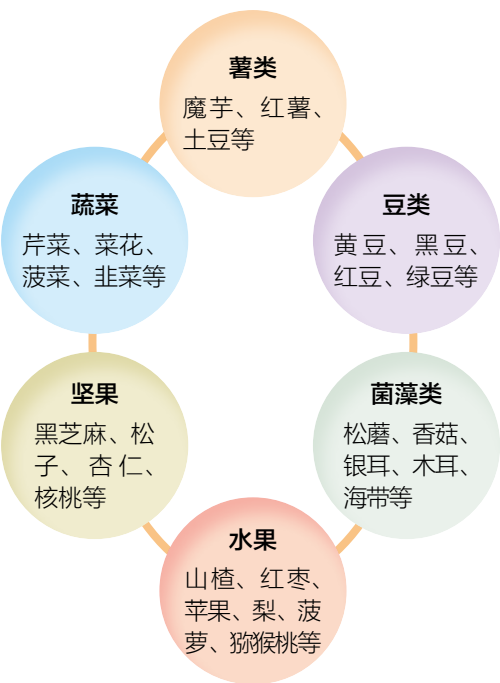 薯类
魔芋、红薯、
土豆等
蔬菜
芹菜、菜花、
菠菜、韭菜等
豆类
黄豆、黑豆、
红豆、绿豆等
坚果
黑芝麻、松
子、杏仁、
核桃等
菌藻类
松蘑、香菇、
银耳、木耳、
海带等
水果
山楂、红枣、
苹果、梨、菠
萝、猕猴桃等